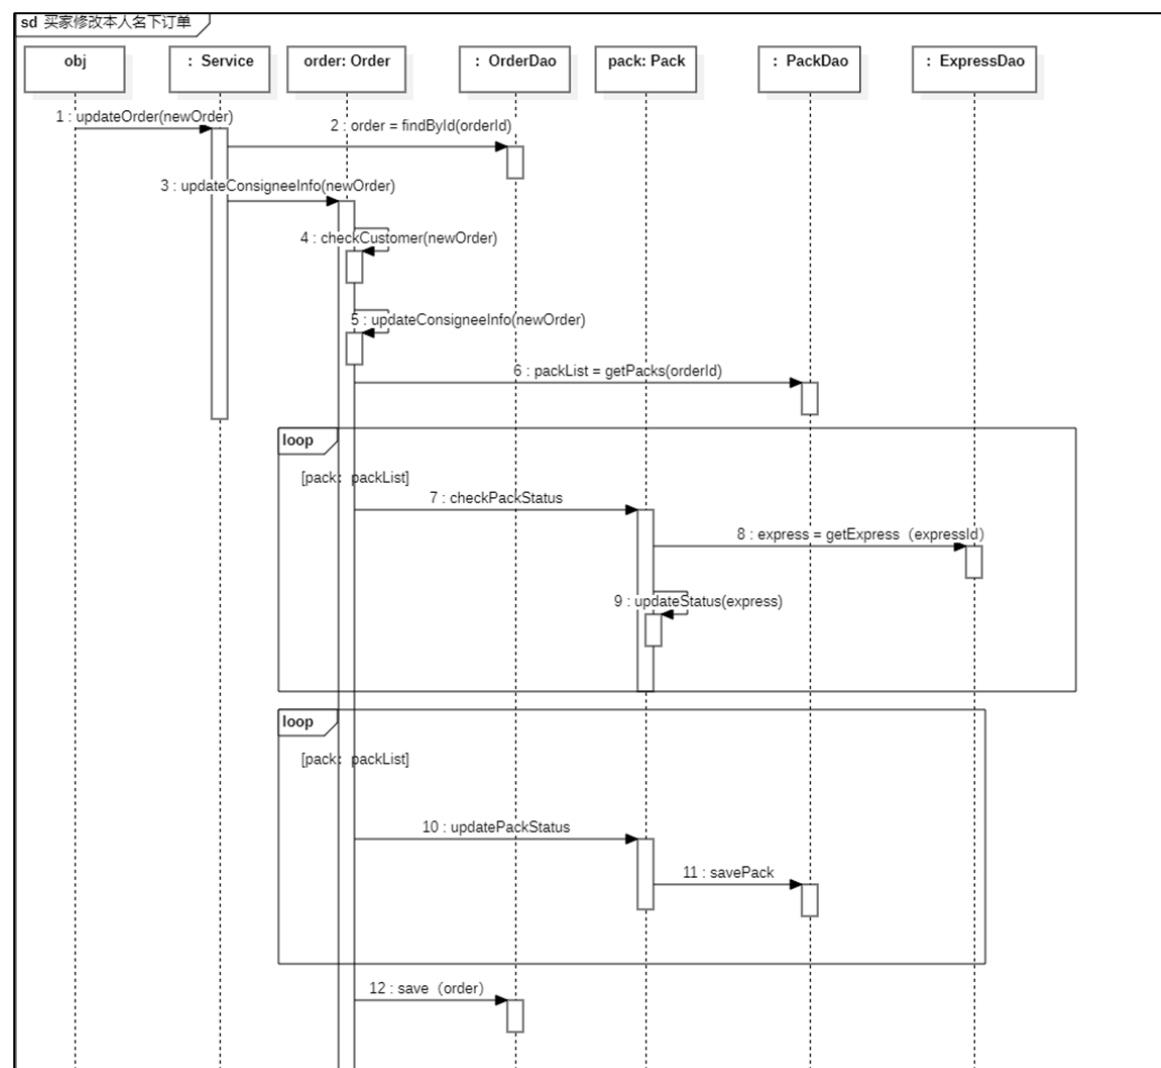 sd 买家修改本人名下订单
obj
: Service
order: Order
: OrderDao
pack: Pack
: PackDao
: ExpressDao
1 : updateOrder(newOrder)
2 : order = findById(orderId)
3 : updateConsigneeInfo(newOrder)
4 : checkCustomer(newOrder)
5 : updateConsigneeInfo(newOrder)
6 : packList = getPacks(orderId)
loop
[pack: packList]
7 : checkPackStatus
8 : express = getExpress（expressId）
9 : updateStatus(express)
loop
[pack: packList]
10 : updatePackStatus
11 : savePack
12 : save（order）